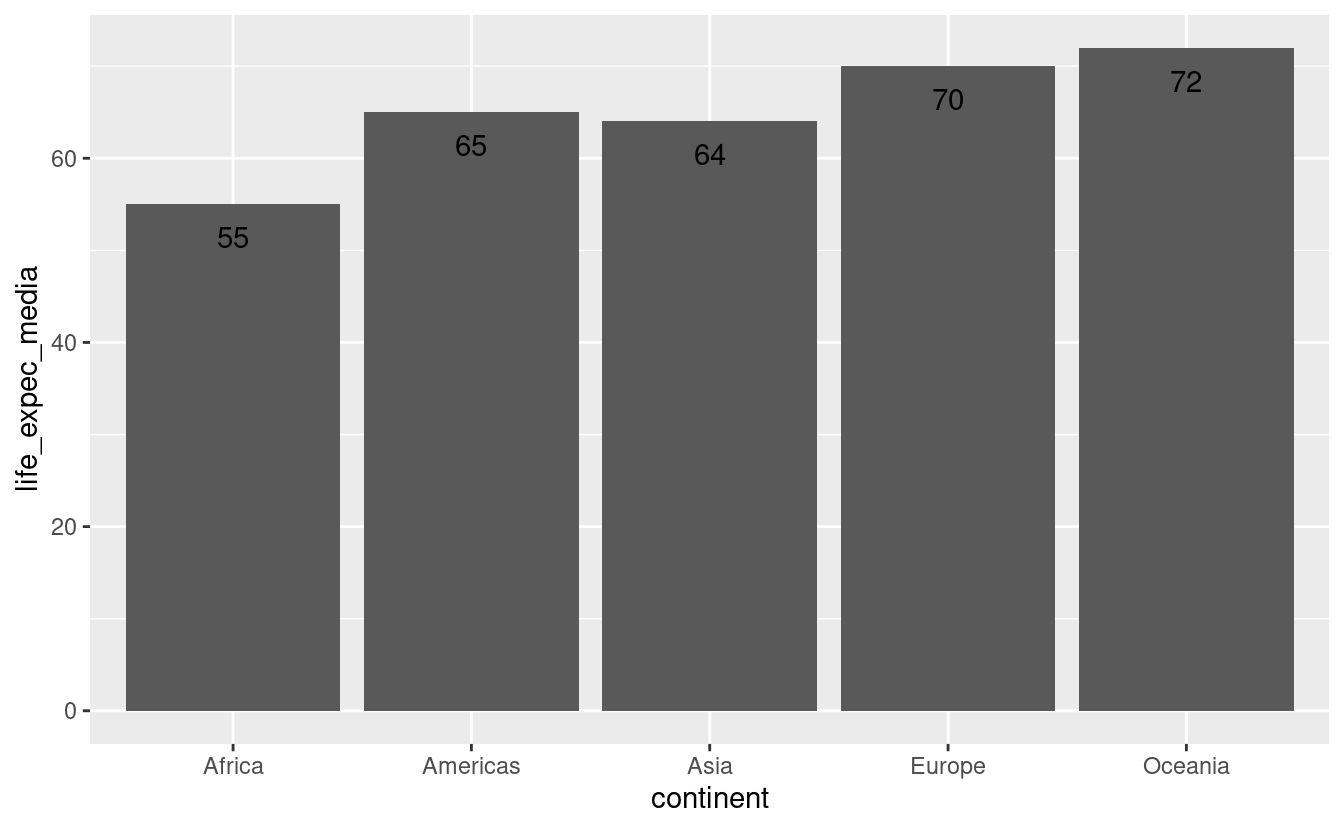 life_expec_media
60
40
20
0
55
65
64
70
72
Africa
Americas
Asia
Europe
Oceania
continent